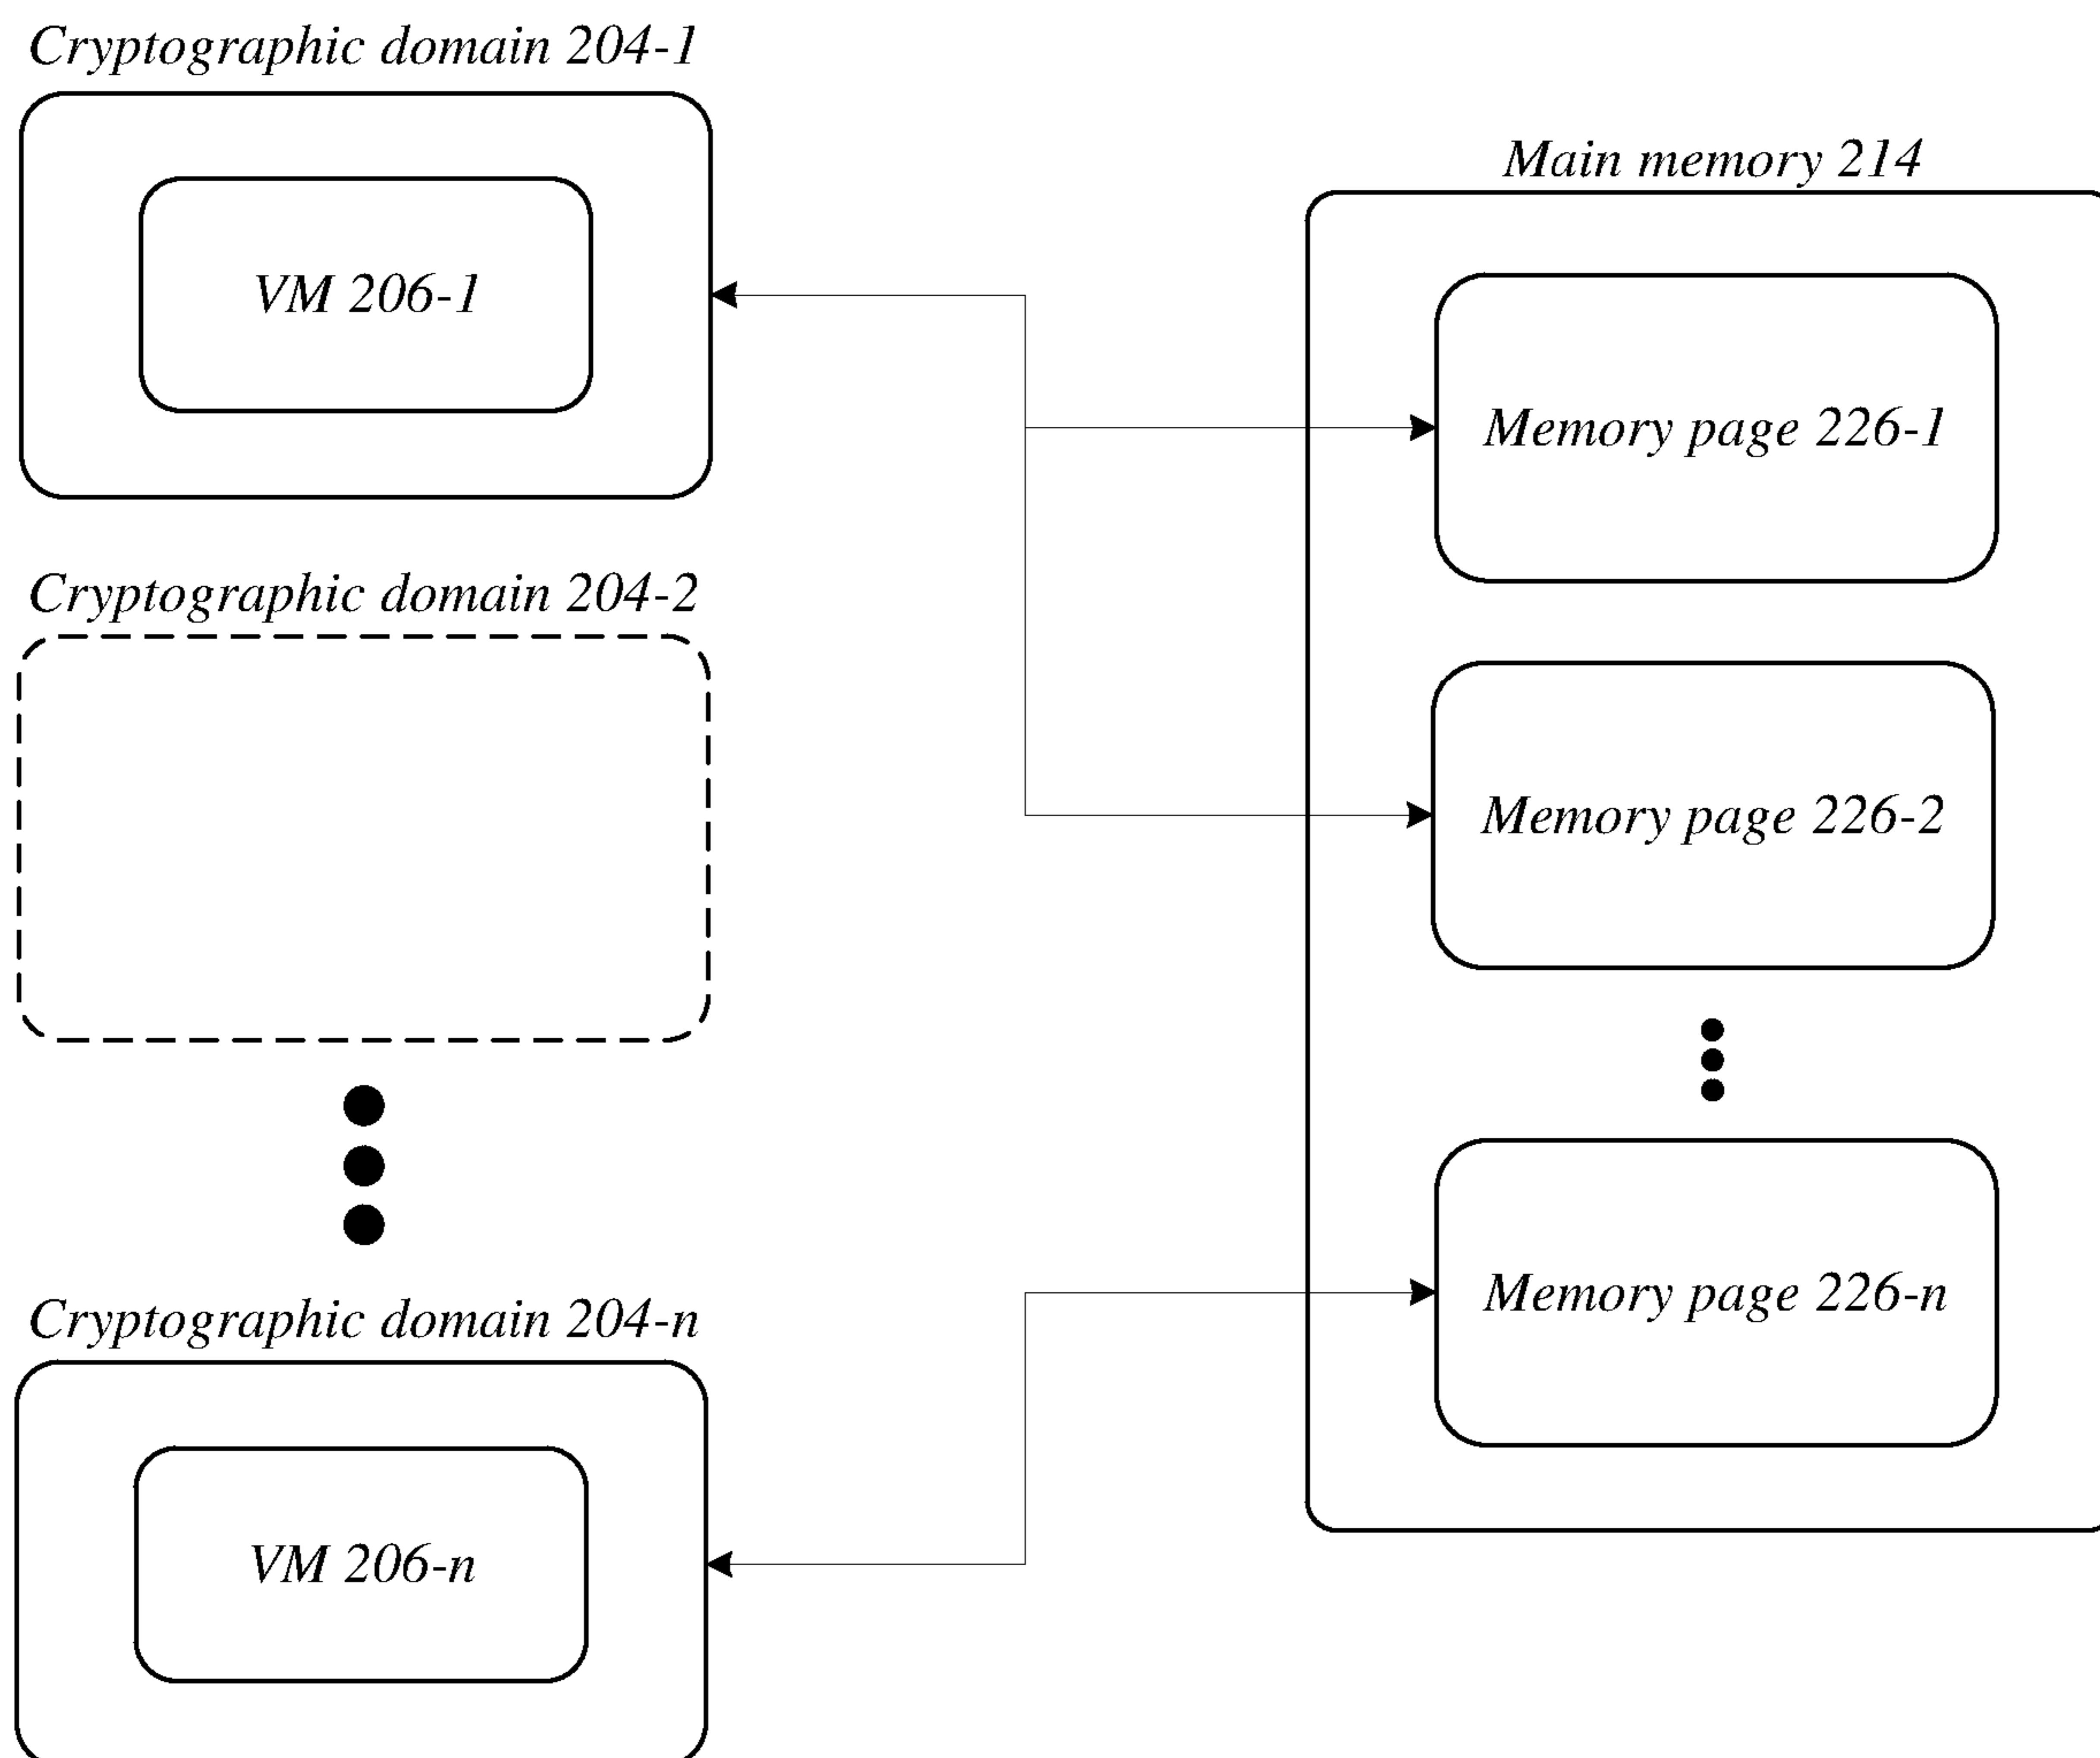 Cryptographic domain 204-1
VM 206-1
Cryptographic domain 204-2
Cryptographic domain 204-n
VM 206-n
Main memory 214
Memory page 226-1
Memory page 226-2
Memory page 226-n